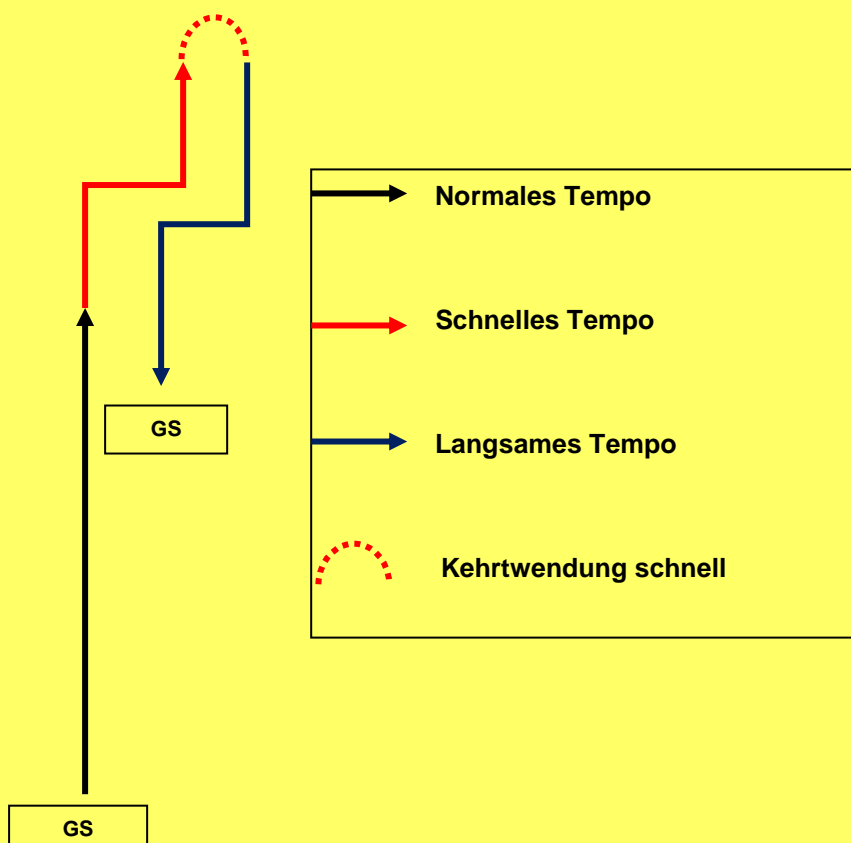 Normales Tempo
Schnelles Tempo
GS
Langsames Tempo
Kehrtwendung schnell
GS